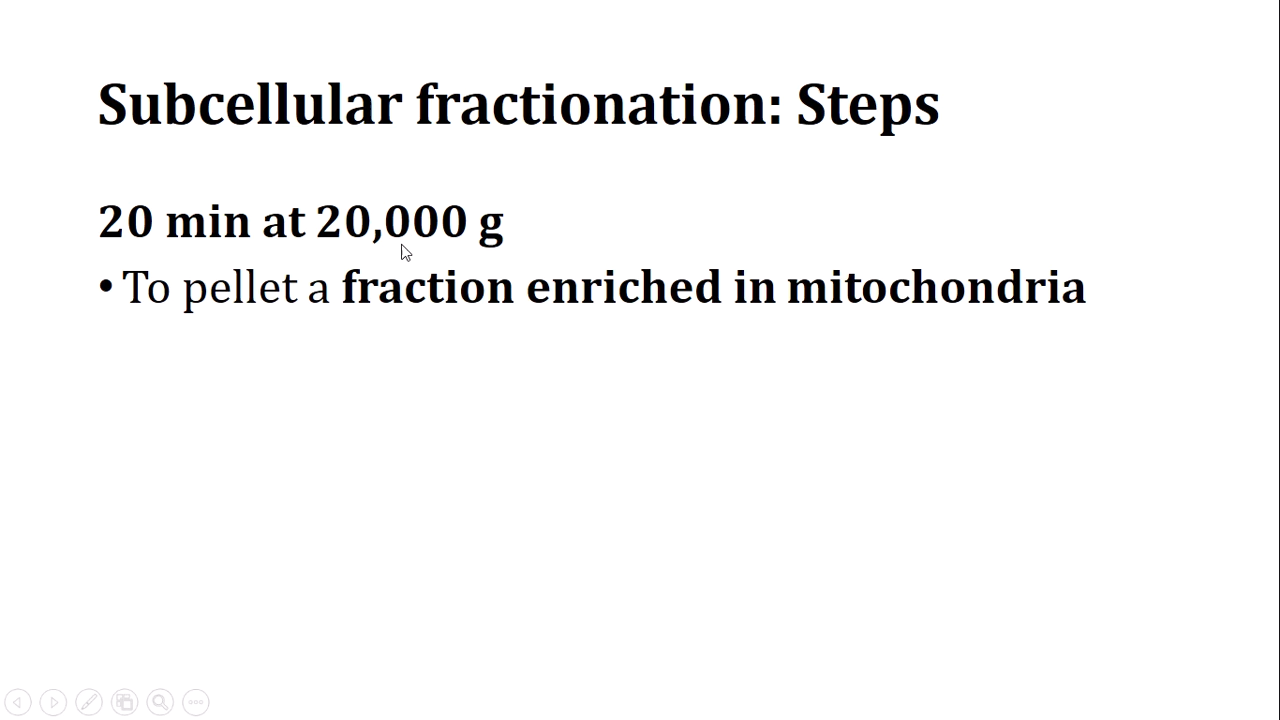 Subcellular fractionation: Steps
20 min at 20,000 g
• To pellet a fraction enriched in mitochondria